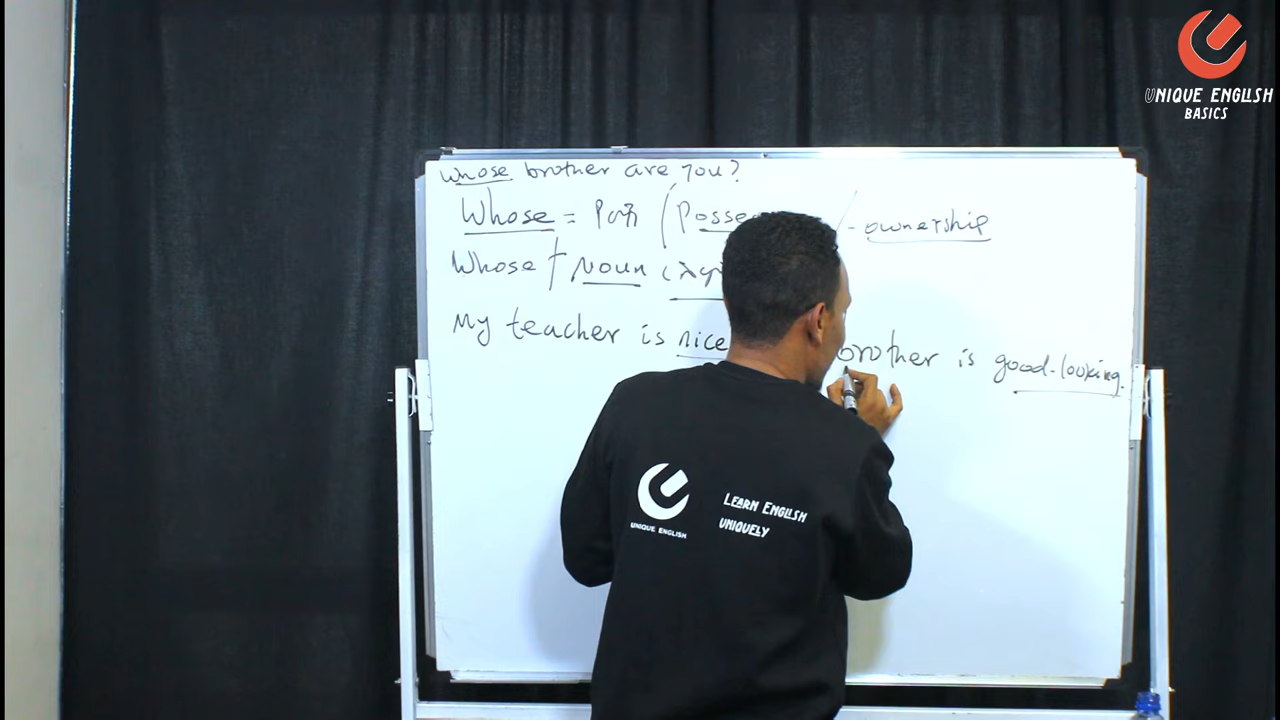 UNIQUE ENGLISH
BASICS
Whose brother are you?
Whose = የማን (Posse / - ownership
Whose + Noun (
My teacher is nice brother is good-looking.
LEARN ENGLISH
UNIQUELY
UNIQUE ENGLISH